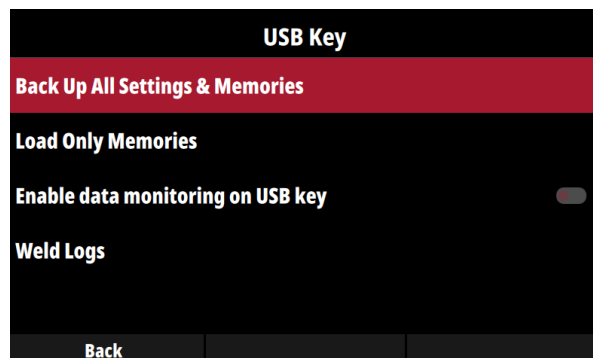 USB Key
Back Up All Settings & Memories
Load Only Memories
Enable data monitoring on USB key
Weld Logs
Back